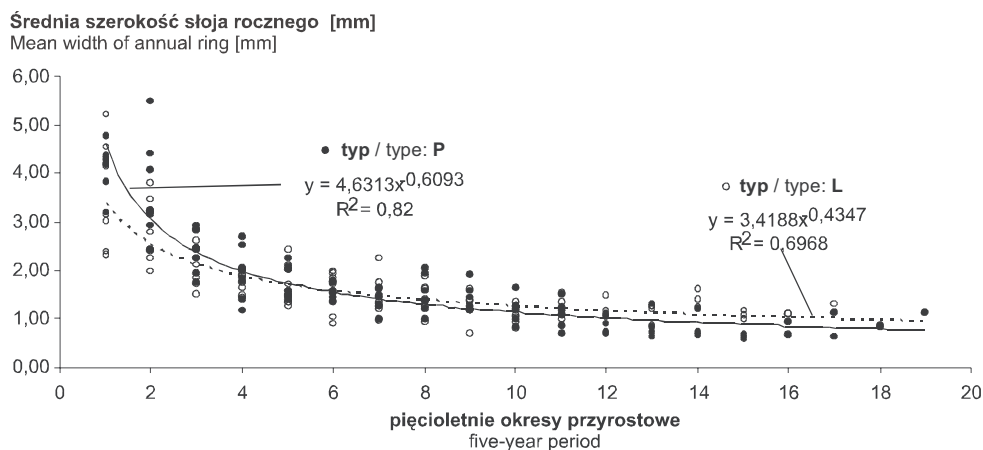 Średnia szerokość słoja rocznego [mm]
Mean width of annual ring [mm]
6,00
5,00
4,00
3,00
2,00
1,00
0,00
typ / type: P
y = 4,6313x-0,6093
R2 = 0,82
typ / type: L
y = 3,4188x-0,4347
R2 = 0,6968
0 2 4 6 8 10 12 14 16 18 20
pięcioletnie okresy przyrostowe
five-year period